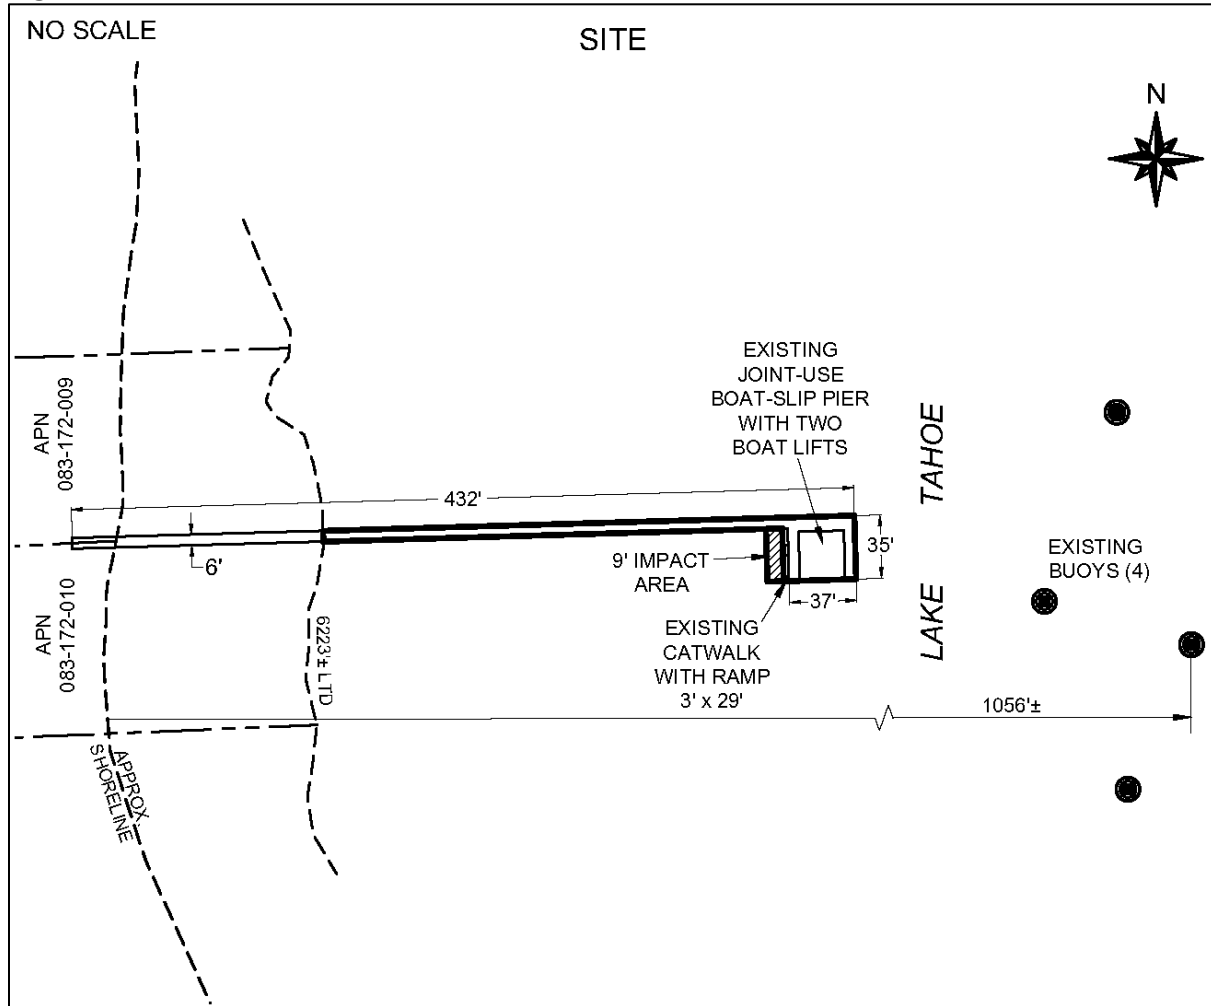 NO SCALE
SITE
N
EXISTING
JOINT-USE
BOAT-SLIP PIER
WITH TWO
BOAT LIFTS
APN
083-172-009
432'
6'
35'
9' IMPACT
AREA
37'
LAKE TAHOE
EXISTING
BUOYS (4)
APN
083-172-010
6223'± LTD
EXISTING
CATWALK
WITH RAMP
3' x 29'
1056'±
APPROX.
SHORELINE